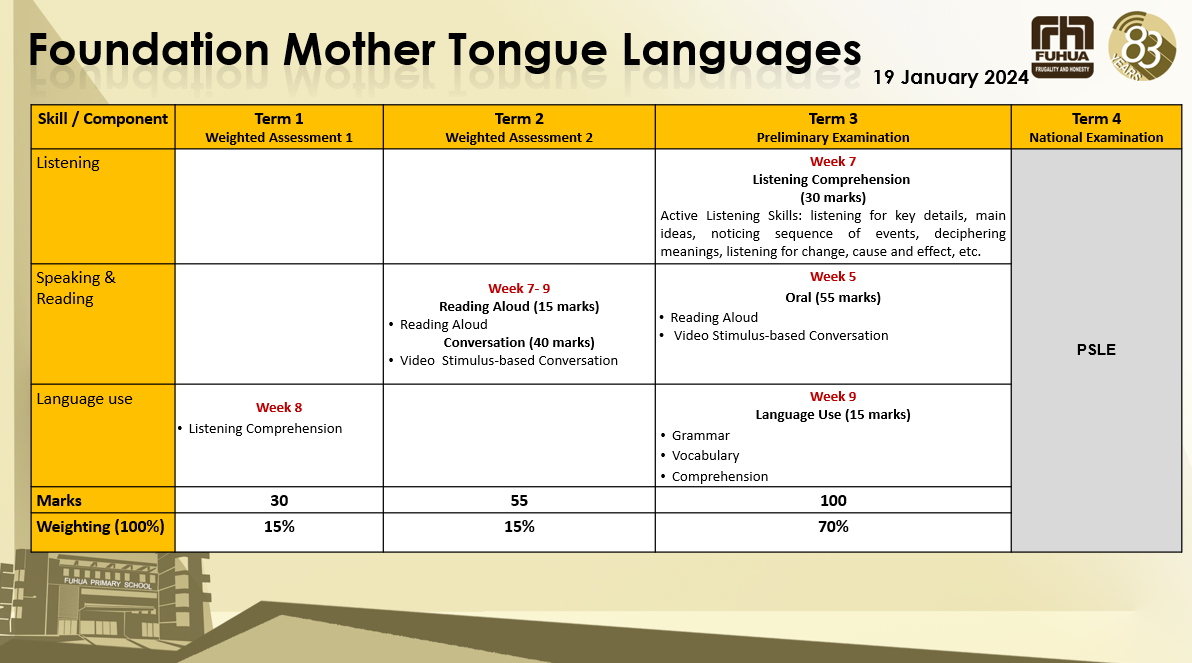 Foundation Mother Tongue Languages
19 January 2024
FUHUA
FRUGALITY AND HONESTY
83
YEARS
Skill / Component
Term 1
Weighted Assessment 1
Term 2
Weighted Assessment 2
Term 3
Preliminary Examination
Term 4
National Examination
Listening
Week 7
Listening Comprehension
(30 marks)
Active Listening Skills: listening for key details, main
ideas, noticing sequence of events, deciphering
meanings, listening for change, cause and effect, etc.
Speaking &
Reading
Week 7- 9
Reading Aloud (15 marks)
• Reading Aloud
Conversation (40 marks)
• Video Stimulus-based Conversation
Week 5
Oral (55 marks)
• Reading Aloud
• Video Stimulus-based Conversation
PSLE
Language use
Week 8
• Listening Comprehension
Week 9
Language Use (15 marks)
• Grammar
• Vocabulary
• Comprehension
Marks
30
55
100
Weighting (100%)
15%
15%
70%
FUHUA PRIMARY SCHOOL